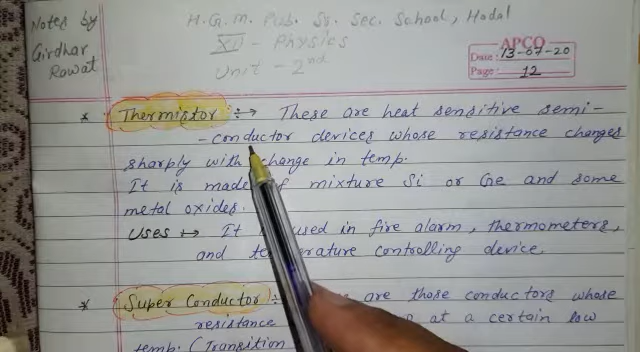 Notes by
Girdhar
Rawat
H.G.M. Pub. Sr. Sec. School, Hodal
XII - Physics
Unit - 2nd
APCO
Date: 13-07-20
Page: 12
* Thermistor :-> These are heat sensitive semi-
-conductor devices whose resistance changes
sharply with change in temp.
It is made of mixture Si or Ge and some
metal oxides.
Uses -> It used in fire alarm, thermometers,
and temperature controlling device.
* Super Conductor :- are those conductors whose
resistance at a certain low
temp. (Transition